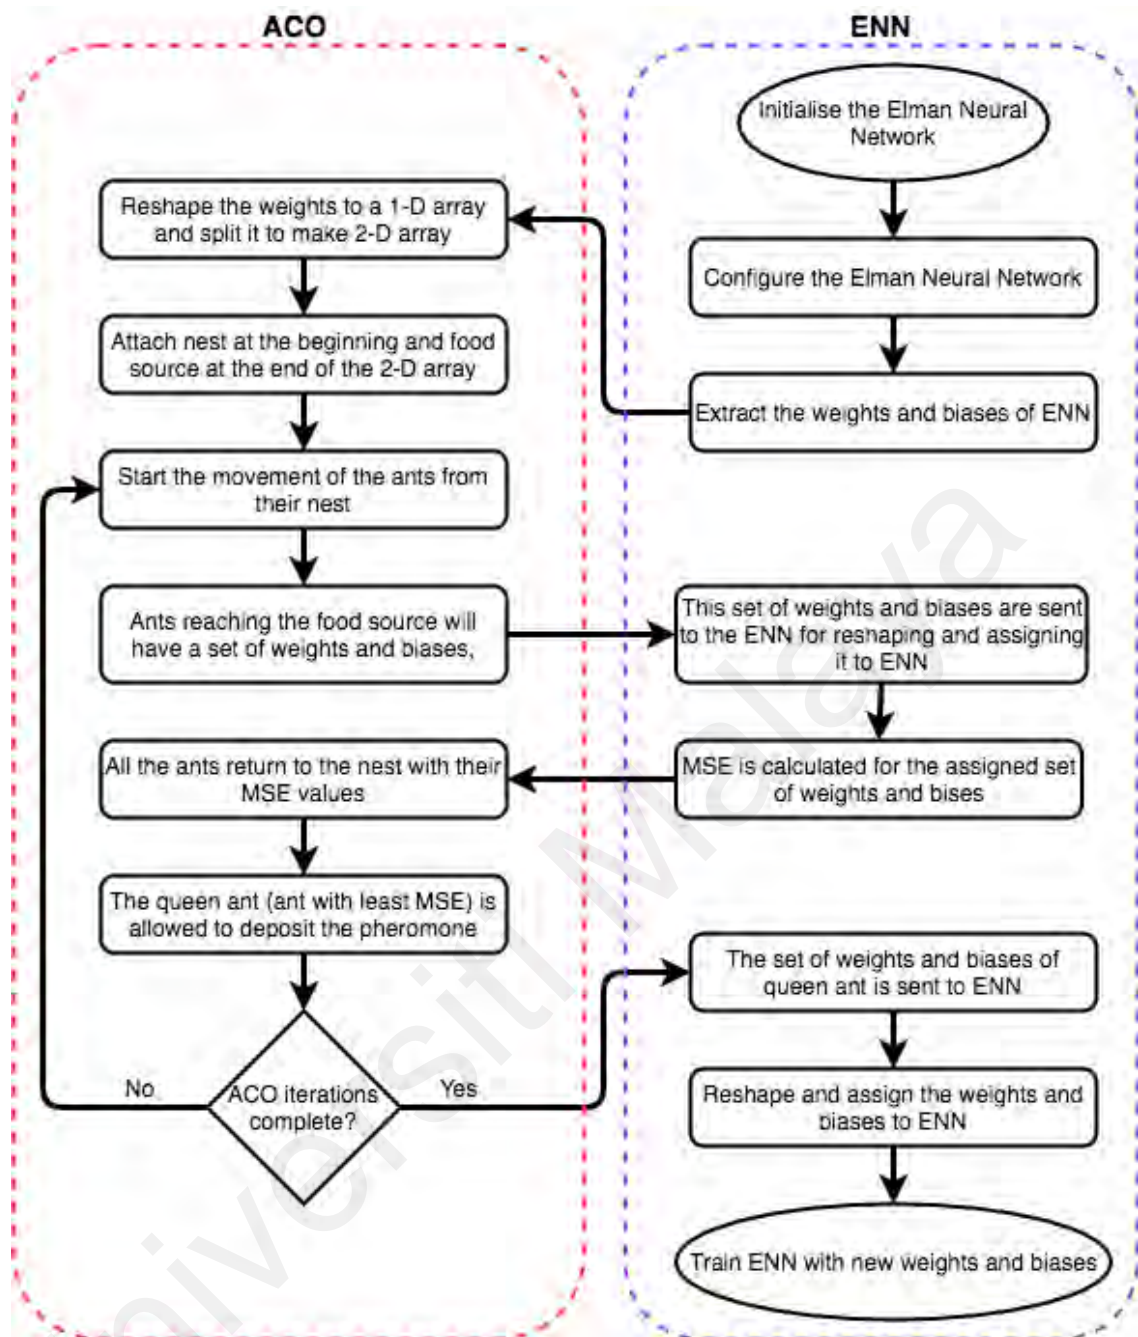 ACO
ENN
Initialise the Elman Neural
Network
Configure the Elman Neural Network
Extract the weights and biases of ENN
Reshape the weights to a 1-D array
and split it to make 2-D array
Attach nest at the beginning and food
source at the end of the 2-D array
Start the movement of the ants from
their nest
Ants reaching the food source will
have a set of weights and biases,
This set of weights and biases are sent
to the ENN for reshaping and assigning
it to ENN
MSE is calculated for the assigned set
of weights and bises
All the ants return to the nest with their
MSE values
The queen ant (ant with least MSE) is
allowed to deposit the pheromone
ACO iterations
complete?
No
Yes
The set of weights and biases of
queen ant is sent to ENN
Reshape and assign the weights and
biases to ENN
Train ENN with new weights and biases
niversiti Malaya